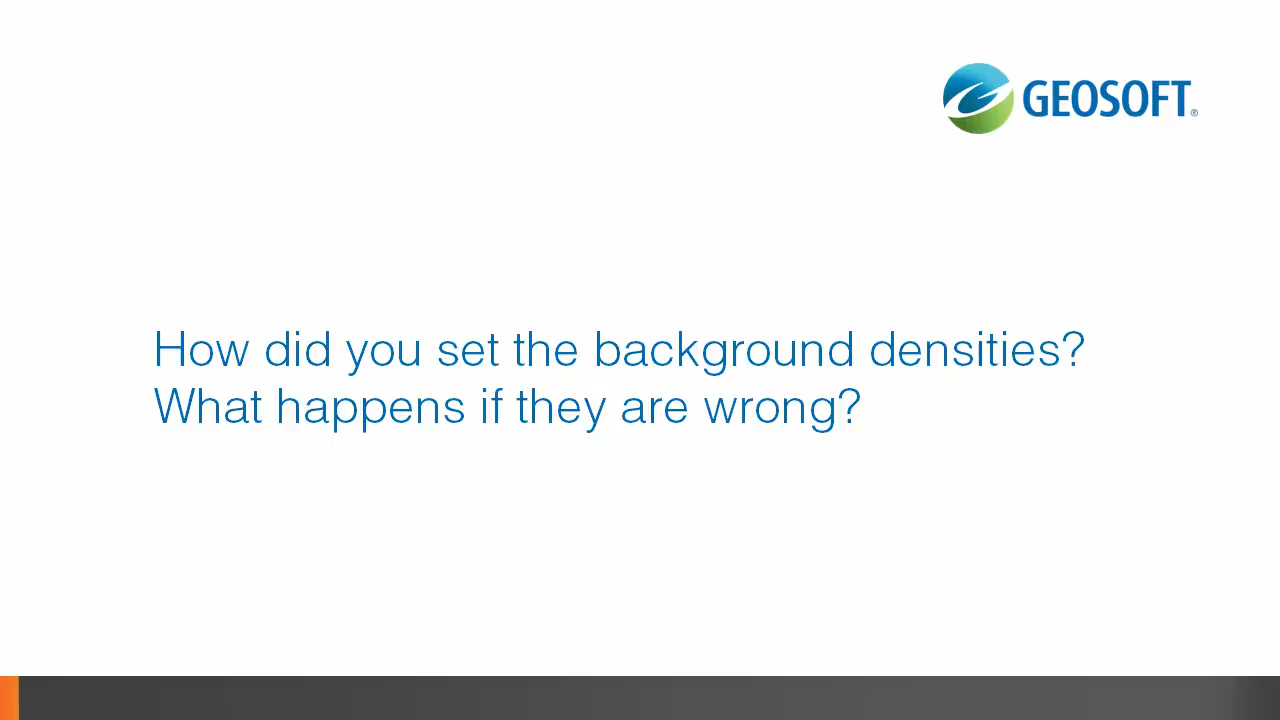 GEOSOFT®
How did you set the background densities?
What happens if they are wrong?